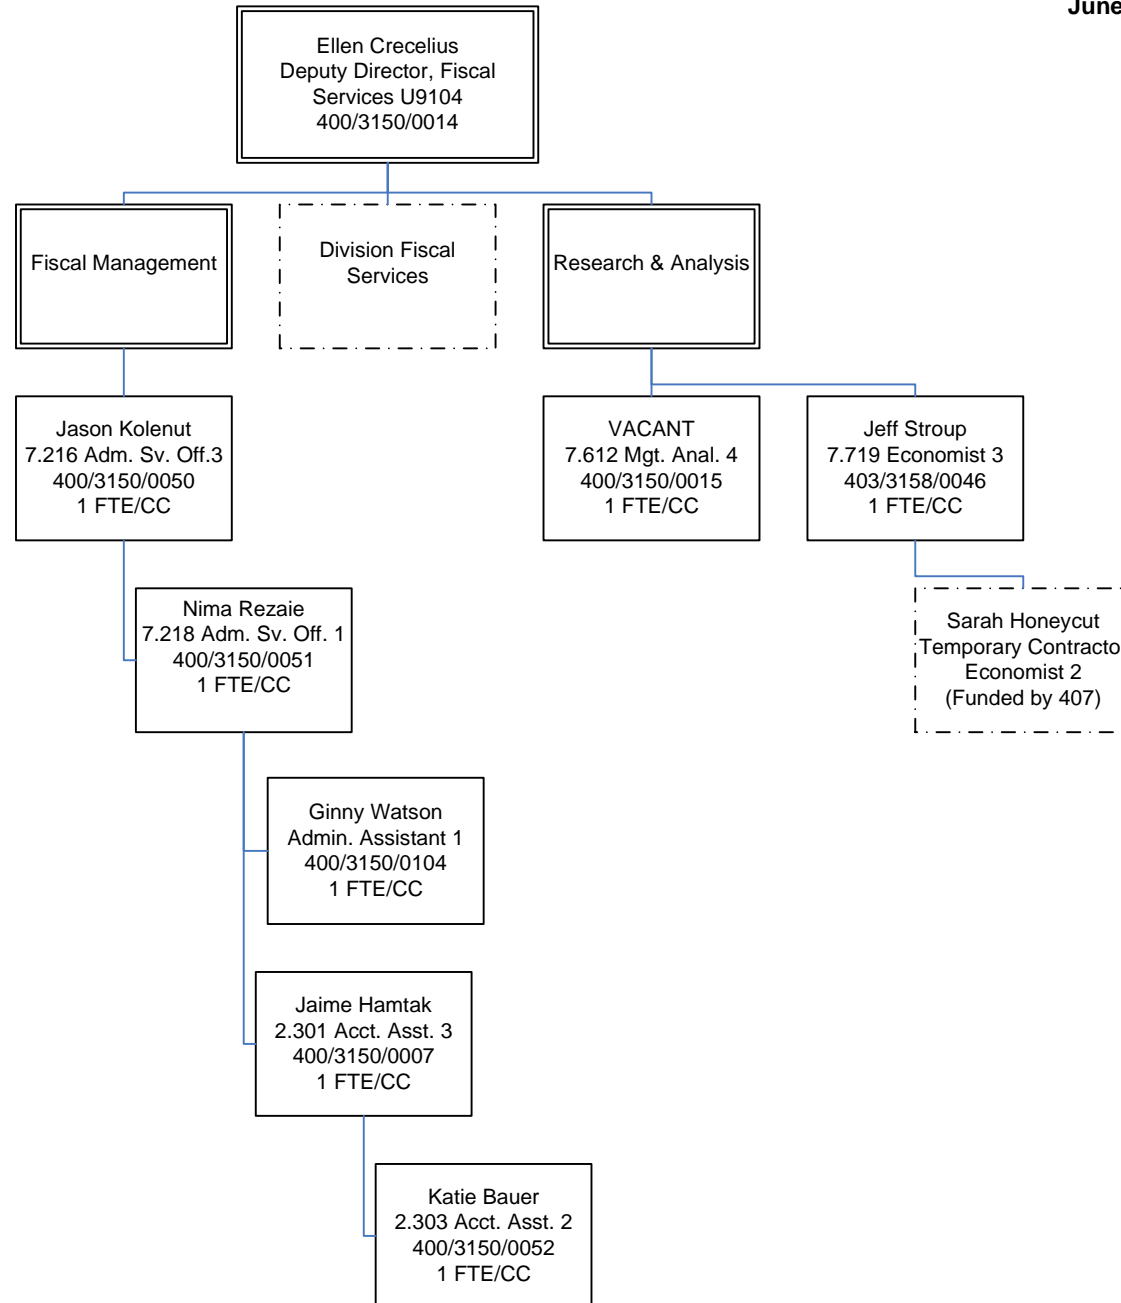 June
Ellen Crecelius
Deputy Director, Fiscal
Services U9104
400/3150/0014
Fiscal Management
Division Fiscal
Services
Research & Analysis
Jason Kolenut
7.216 Adm. Sv. Off.3
400/3150/0050
1 FTE/CC
VACANT
7.612 Mgt. Anal. 4
400/3150/0015
1 FTE/CC
Jeff Stroup
7.719 Economist 3
403/3158/0046
1 FTE/CC
Nima Rezaie
7.218 Adm. Sv. Off. 1
400/3150/0051
1 FTE/CC
Sarah Honeycut
Temporary Contracto
Economist 2
(Funded by 407)
Ginny Watson
Admin. Assistant 1
400/3150/0104
1 FTE/CC
Jaime Hamtak
2.301 Acct. Asst. 3
400/3150/0007
1 FTE/CC
Katie Bauer
2.303 Acct. Asst. 2
400/3150/0052
1 FTE/CC